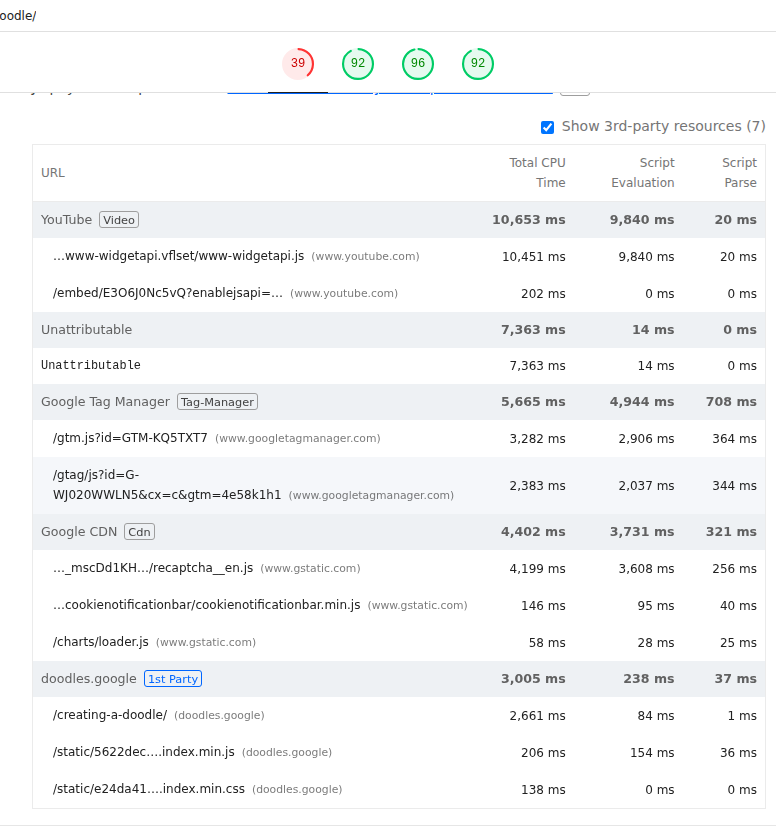 oodle/
39 92 96 92
Show 3rd-party resources (7)
URL Total CPU Time Script Evaluation Script Parse
YouTube Video 10,653 ms 9,840 ms 20 ms
…www-widgetapi.vflset/www-widgetapi.js (www.youtube.com) 10,451 ms 9,840 ms 20 ms
/embed/E3O6J0Nc5vQ?enablejsapi=… (www.youtube.com) 202 ms 0 ms 0 ms
Unattributable 7,363 ms 14 ms 0 ms
Unattributable 7,363 ms 14 ms 0 ms
Google Tag Manager Tag-Manager 5,665 ms 4,944 ms 708 ms
/gtm.js?id=GTM-KQ5TXT7 (www.googletagmanager.com) 3,282 ms 2,906 ms 364 ms
/gtag/js?id=G-
WJ020WWLN5&cx=c&gtm=4e58k1h1 (www.googletagmanager.com) 2,383 ms 2,037 ms 344 ms
Google CDN Cdn 4,402 ms 3,731 ms 321 ms
…_mscDd1KH…/recaptcha__en.js (www.gstatic.com) 4,199 ms 3,608 ms 256 ms
…cookienotificationbar/cookienotificationbar.min.js (www.gstatic.com) 146 ms 95 ms 40 ms
/charts/loader.js (www.gstatic.com) 58 ms 28 ms 25 ms
doodles.google 1st Party 3,005 ms 238 ms 37 ms
/creating-a-doodle/ (doodles.google) 2,661 ms 84 ms 1 ms
/static/5622dec….index.min.js (doodles.google) 206 ms 154 ms 36 ms
/static/e24da41….index.min.css (doodles.google) 138 ms 0 ms 0 ms